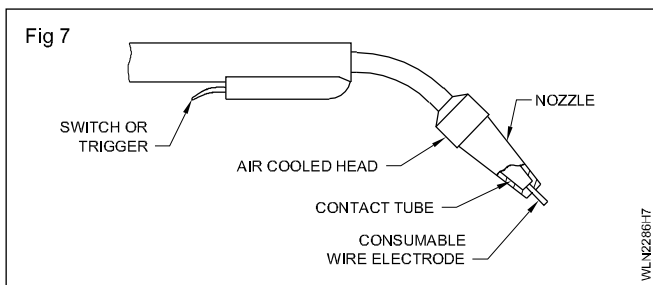 Fig 7
SWITCH OR
TRIGGER
AIR COOLED HEAD
NOZZLE
CONTACT TUBE
CONSUMABLE
WIRE ELECTRODE
WLN2286H7